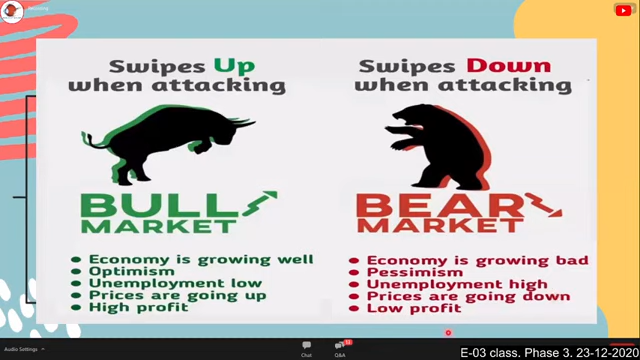 Recording
Swipes Up
when attacking
BULL
MARKET
● Economy is growing well
● Optimism
● Unemployment low
● Prices are going up
● High profit
Swipes Down
when attacking
BEAR
MARKET
● Economy is growing bad
● Pessimism
● Unemployment high
● Prices are going down
● Low profit
Audio Settings
Chat
Q&A
E-03 class. Phase 3. 23-12-2020